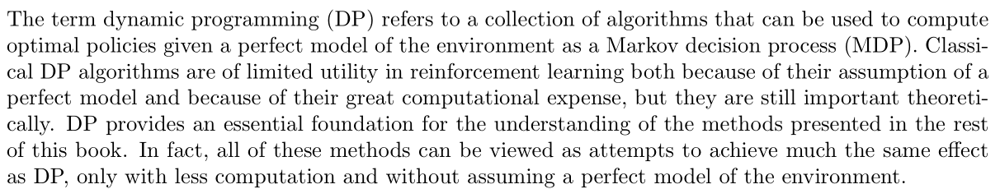 The term dynamic programming (DP) refers to a collection of algorithms that can be used to compute
optimal policies given a perfect model of the environment as a Markov decision process (MDP). Classi-
cal DP algorithms are of limited utility in reinforcement learning both because of their assumption of a
perfect model and because of their great computational expense, but they are still important theoreti-
cally. DP provides an essential foundation for the understanding of the methods presented in the rest
of this book. In fact, all of these methods can be viewed as attempts to achieve much the same effect
as DP, only with less computation and without assuming a perfect model of the environment.